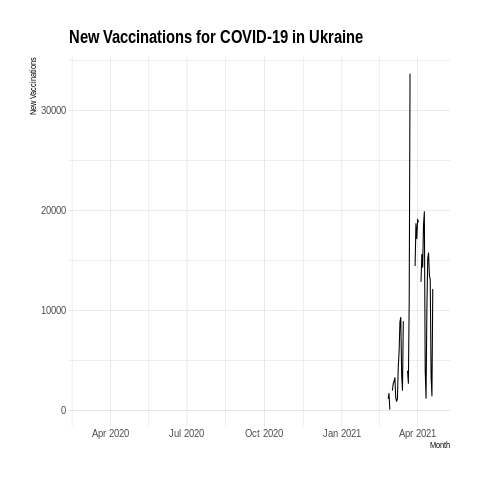 New Vaccinations for COVID-19 in Ukraine
New Vaccinations
30000
20000
10000
0
Apr 2020 Jul 2020 Oct 2020 Jan 2021 Apr 2021
Month